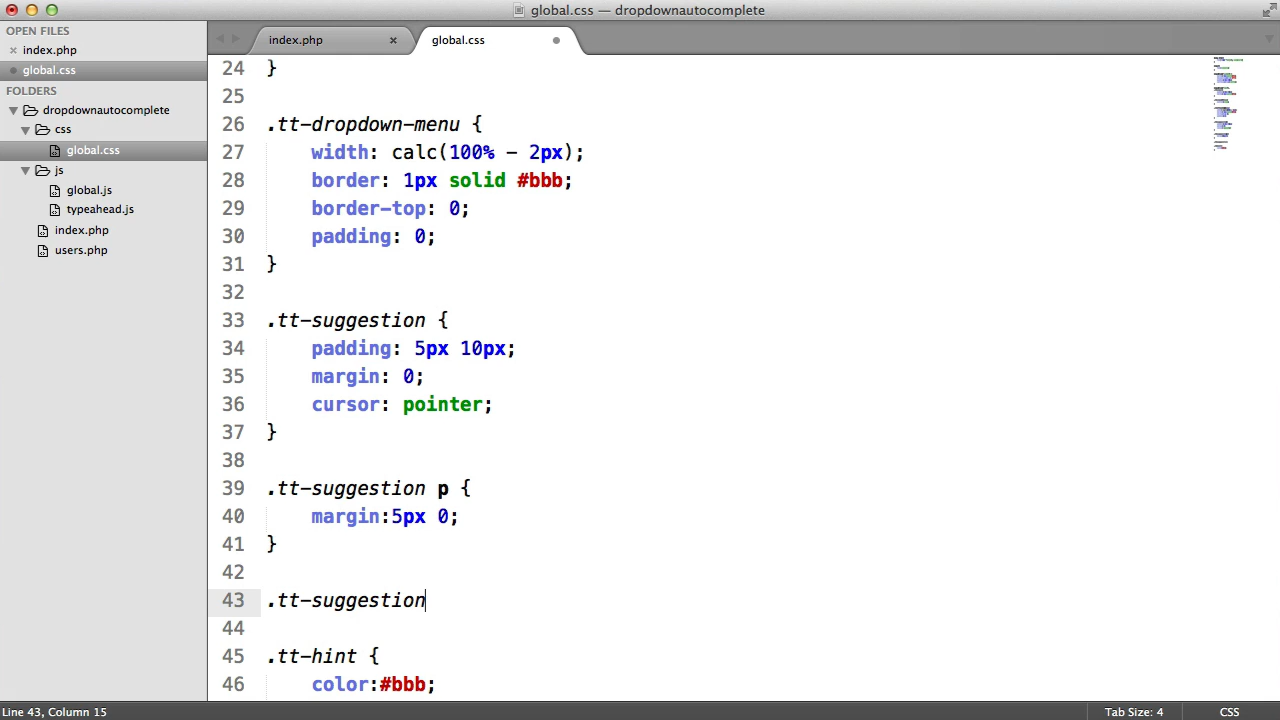 global.css — dropdownautocomplete
OPEN FILES
index.php
global.css
FOLDERS
dropdownautocomplete
css
global.css
js
global.js
typeahead.js
index.php
users.php
index.php
global.css
24 }
25
26 .tt-dropdown-menu {
27 width: calc(100% - 2px);
28 border: 1px solid #bbb;
29 border-top: 0;
30 padding: 0;
31 }
32
33 .tt-suggestion {
34 padding: 5px 10px;
35 margin: 0;
36 cursor: pointer;
37 }
38
39 .tt-suggestion p {
40 margin:5px 0;
41 }
42
43 .tt-suggestion
44
45 .tt-hint {
46 color:#bbb;
Line 43, Column 15
Tab Size: 4
CSS